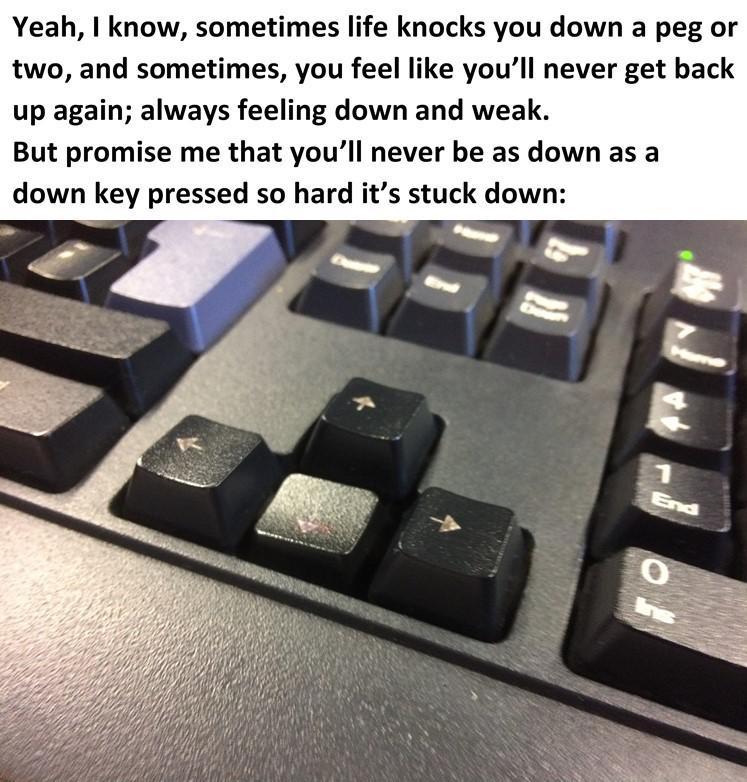 Yeah, I know, sometimes life knocks you down a peg or
two, and sometimes, you feel like you’ll never get back
up again; always feeling down and weak.
But promise me that you’ll never be as down as a
down key pressed so hard it’s stuck down:
Home
Page
Up
Delete
End
Page
Down
7
Home
4
1
End
0
Ins